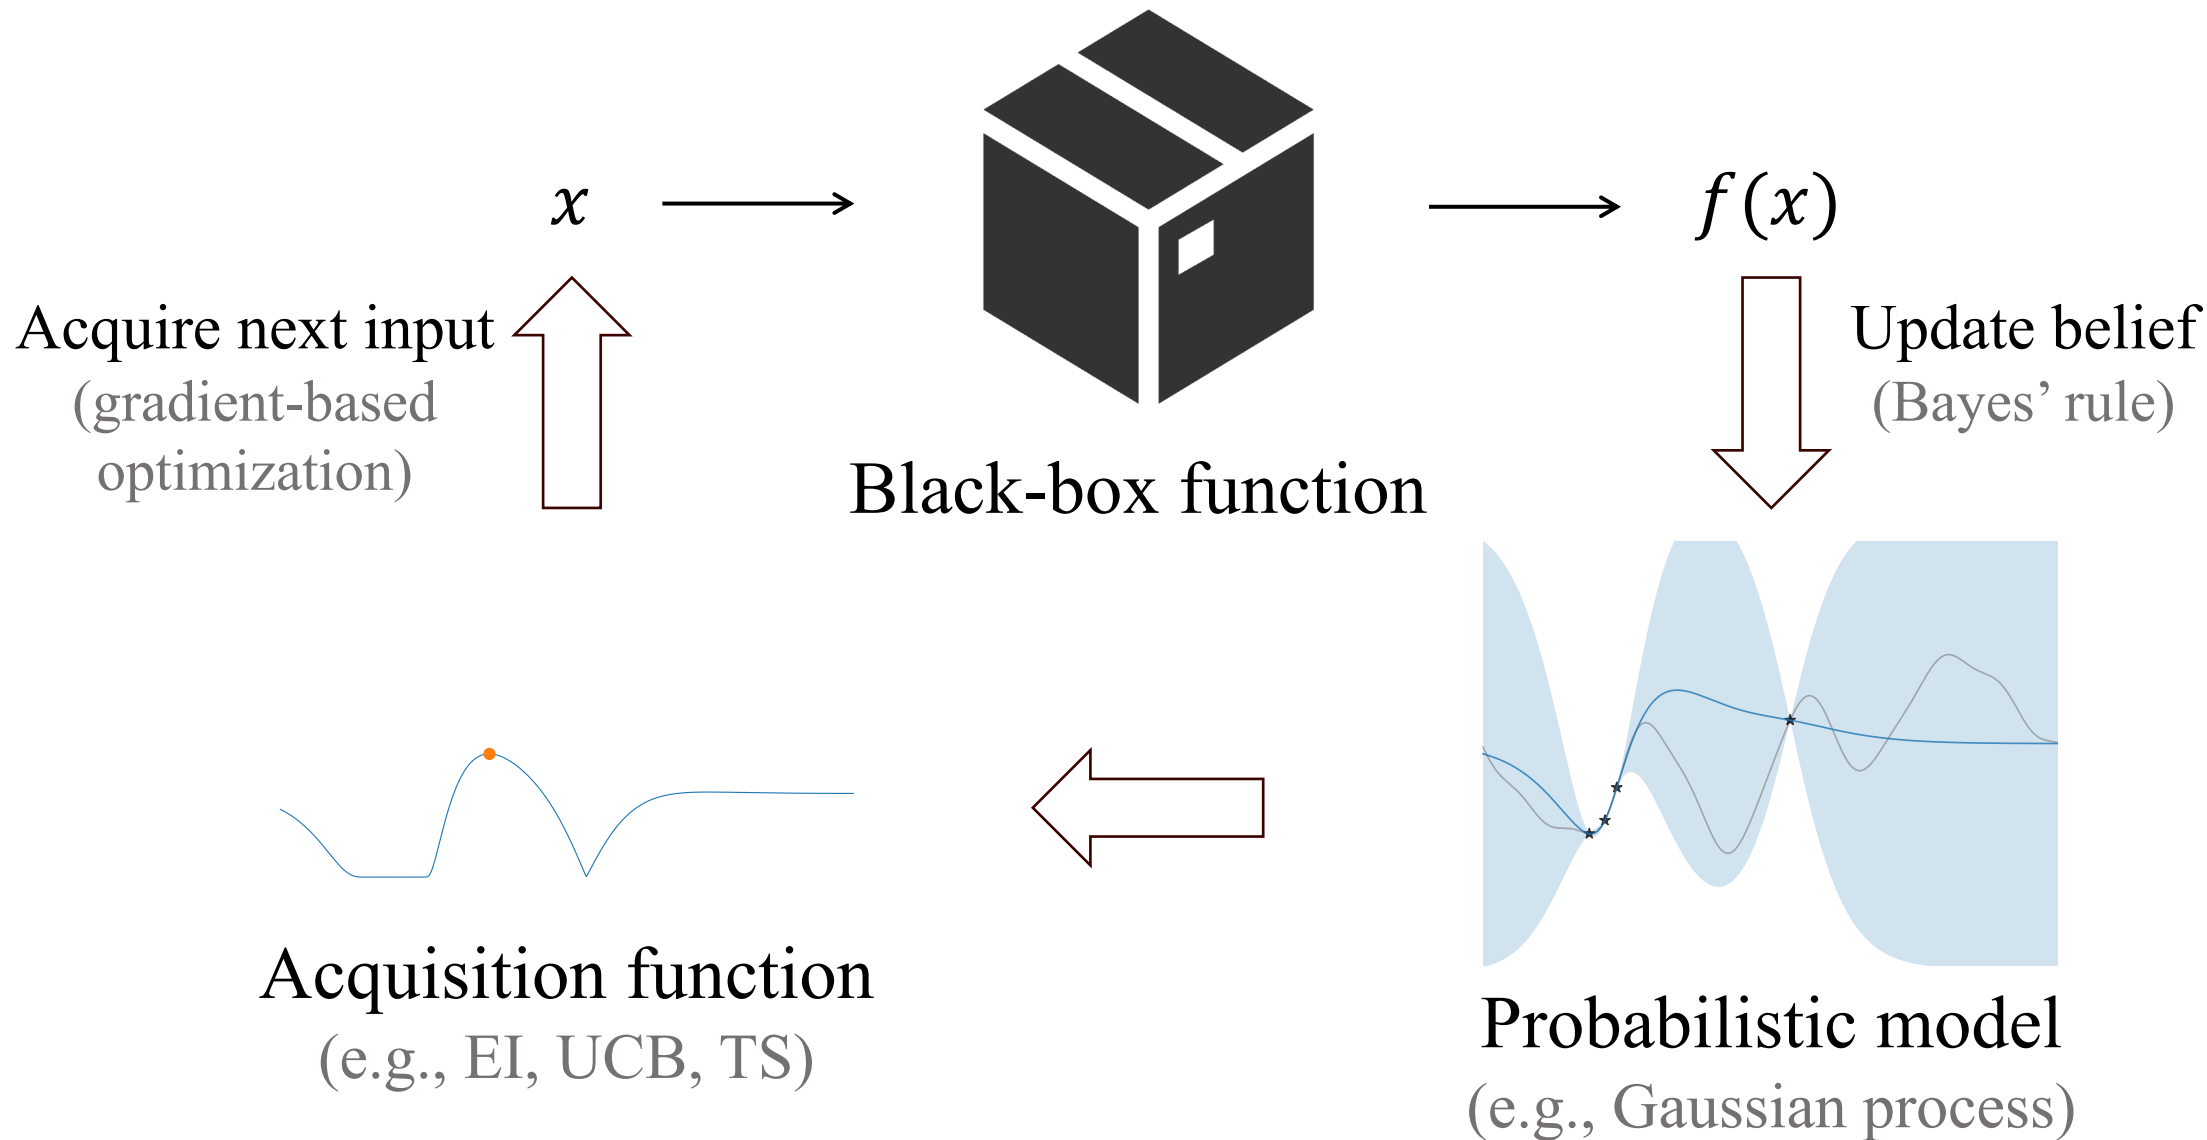 x
f(x)
Acquire next input
(gradient-based
optimization)
Black-box function
Update belief
(Bayes’ rule)
Acquisition function
(e.g., EI, UCB, TS)
Probabilistic model
(e.g., Gaussian process)